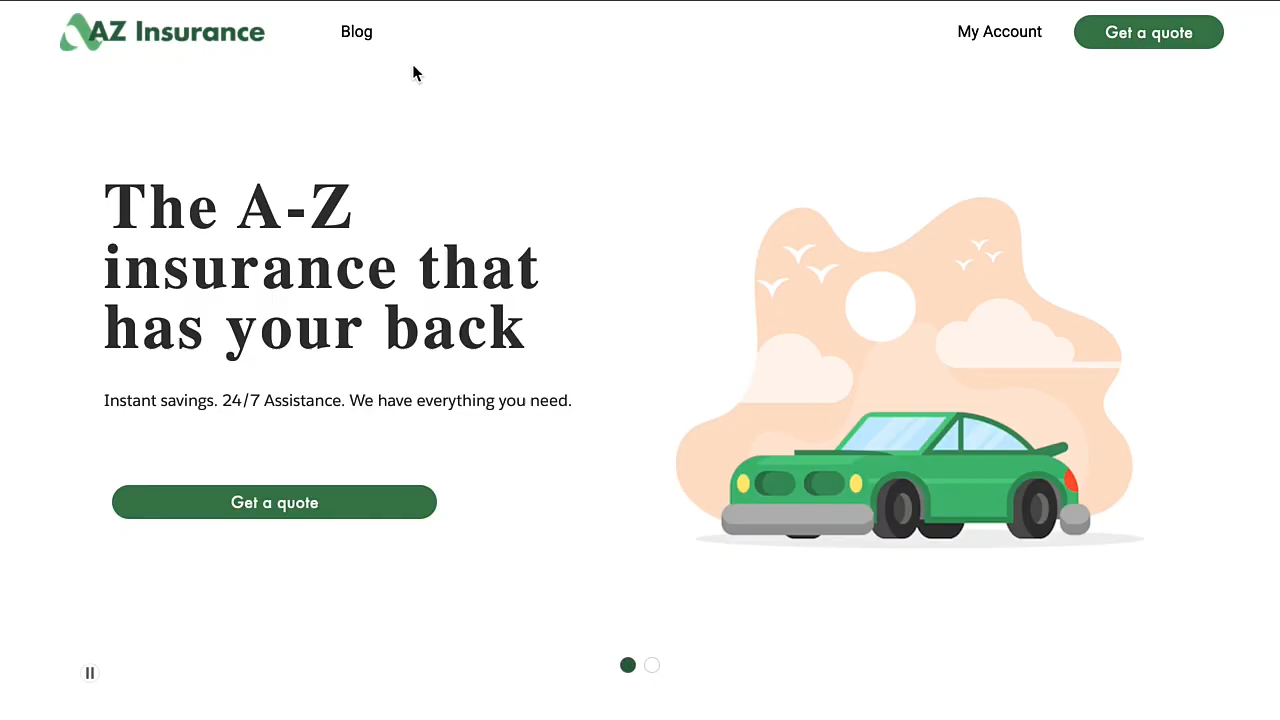 AZ Insurance
Blog
My Account
Get a quote
The A-Z
insurance that
has your back
Instant savings. 24/7 Assistance. We have everything you need.
Get a quote